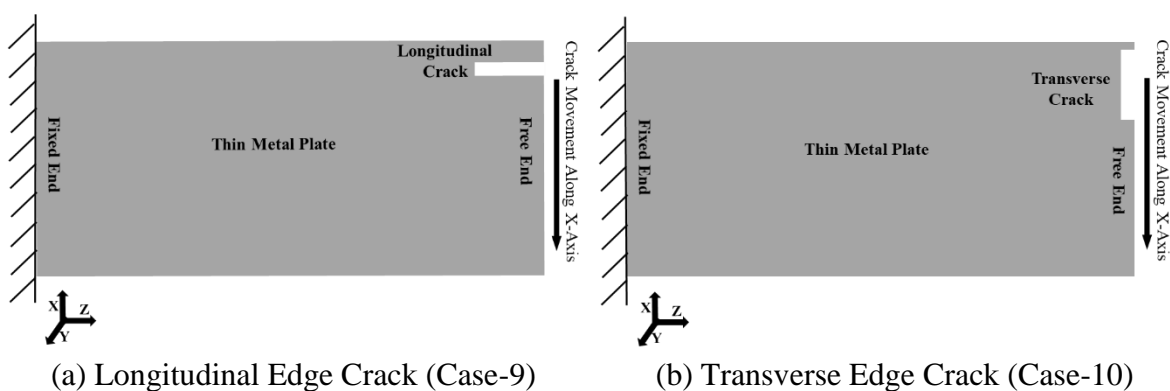 Longitudinal
Crack
Fixed End
Thin Metal Plate
Free End
Crack Movement Along X-Axis
X
Z
Y
(a) Longitudinal Edge Crack (Case-9)
Transverse
Crack
Fixed End
Thin Metal Plate
Free End
Crack Movement Along X-Axis
X
Z
Y
(b) Transverse Edge Crack (Case-10)